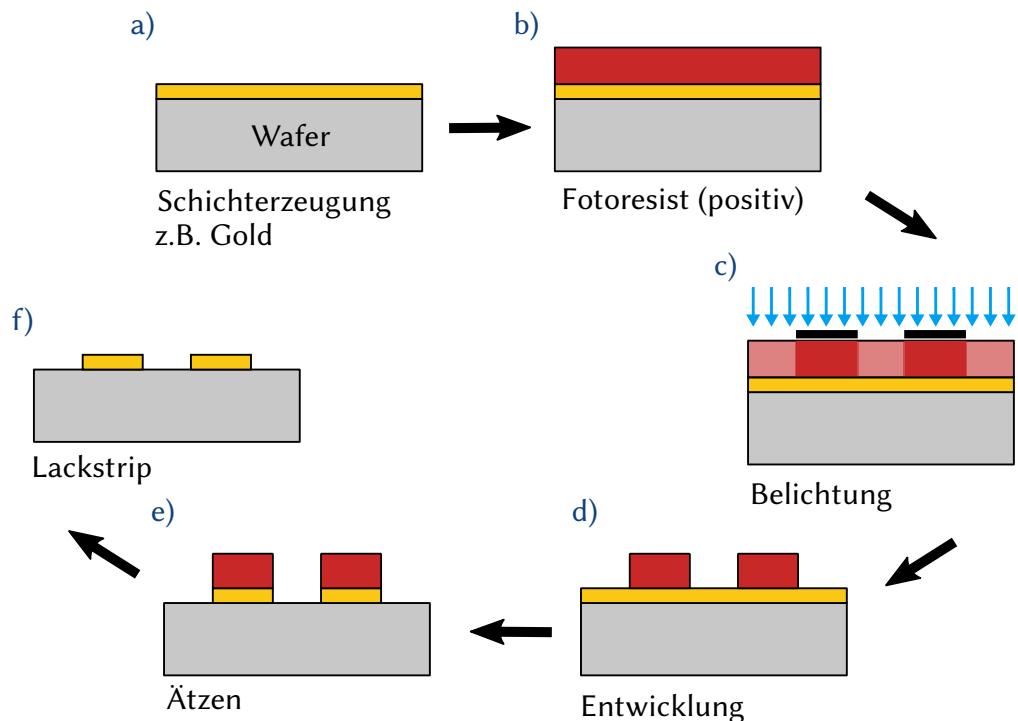 a)
Wafer
Schichterzeugung
z.B. Gold
b)
Fotoresist (positiv)
c)
Belichtung
d)
Entwicklung
e)
Ätzen
f)
Lackstrip